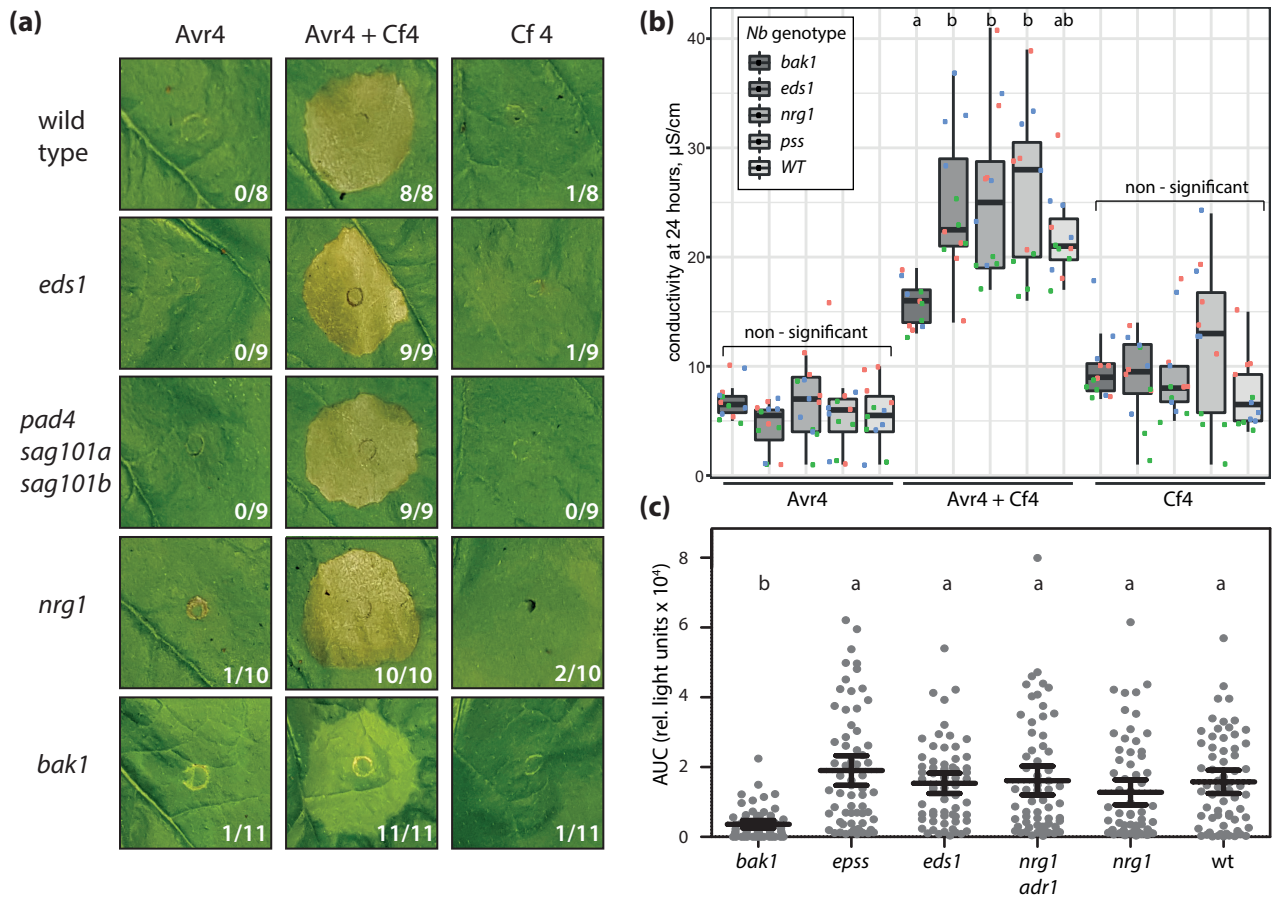 (a)
Avr4 Avr4 + Cf4 Cf 4
wild
type
0/8 8/8 1/8
eds1
0/9 9/9 1/9
pad4
sag101a
sag101b
0/9 9/9 0/9
nrg1
1/10 10/10 2/10
bak1
1/11 11/11 1/11
(b)
conductivity at 24 hours, µS/cm
40
30
20
10
0
Nb genotype
bak1
eds1
nrg1
pss
WT
a b b b ab
non - significant
non - significant
Avr4 Avr4 + Cf4 Cf4
(c)
AUC (rel. light units x 10⁴)
8
6
4
2
0
b a a a a a
bak1 epss eds1 nrg1 nrg1 wt
adr1